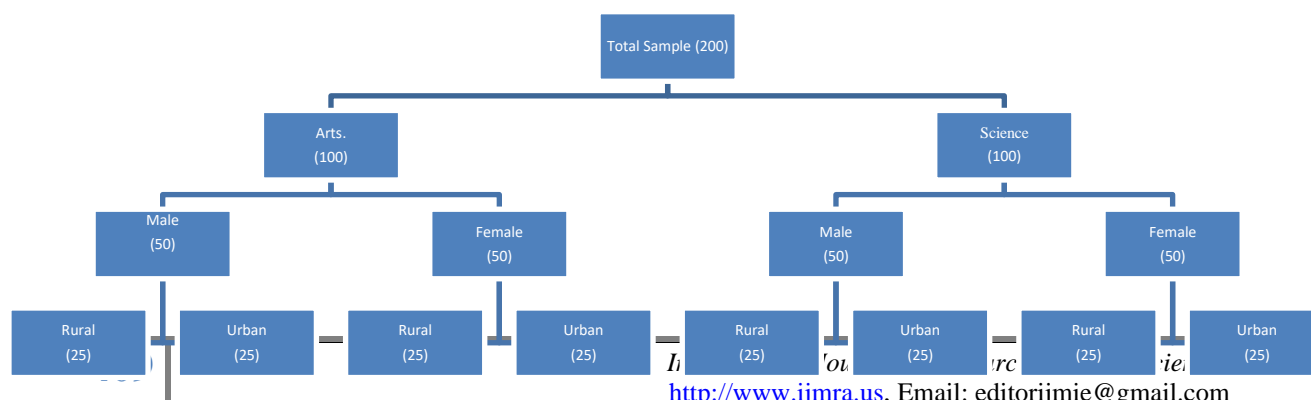 Total Sample (200)
Arts.
(100)
Science
(100)
Male
(50)
Female
(50)
Male
(50)
Female
(50)
Rural
(25)
Urban
(25)
Rural
(25)
Urban
(25)
Rural
(25)
Urban
(25)
Rural
(25)
Urban
(25)
http://www.ijmra.us, Email: editorijmie@gmail.com